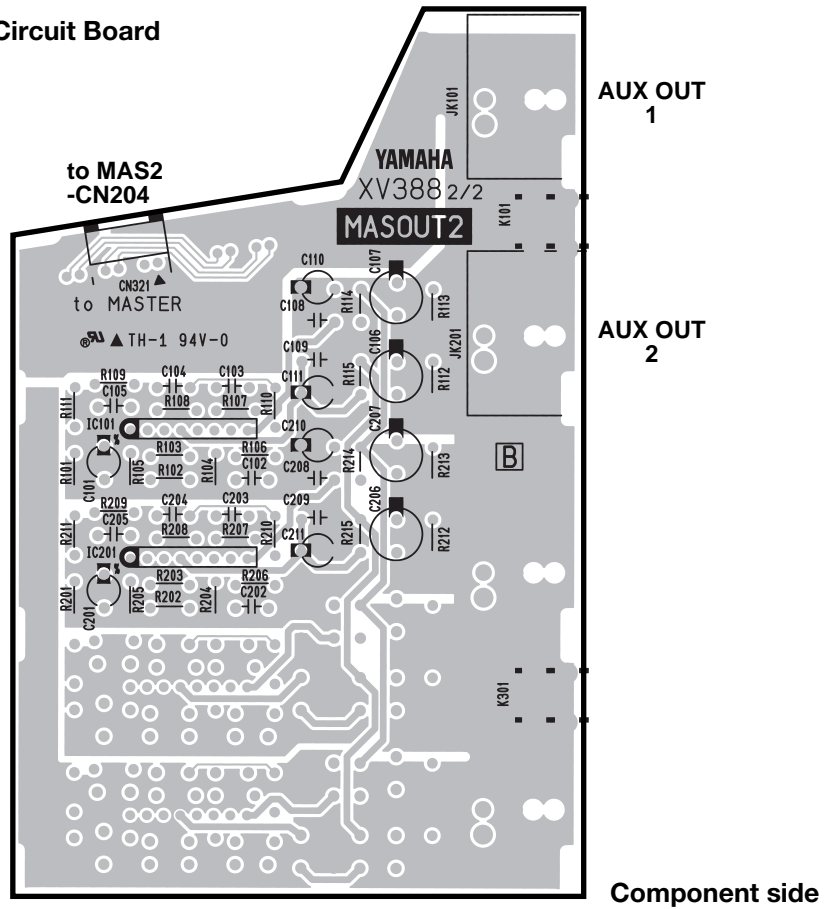 Circuit Board
AUX OUT
1
JK101
to MAS2
-CN204
YAMAHA
XV388 2/2
MASOUT2
K101
CN321
to MASTER
TH-1 94V-0
C110
C107
C108
R114
R113
AUX OUT
2
JK201
C109
C106
R109
C104
C103
C111
R115
R112
C105
R108
R107
R111
R110
IC101
C210
C207
R103
R106
R101
R105
R102
R104
C102
C208
R214
R213
B
C101
R209
C204
C203
C209
C206
C205
R211
R208
R207
R210
C211
R215
R212
IC201
R203
R206
R201
R205
R202
R204
C202
C201
K301
Component side